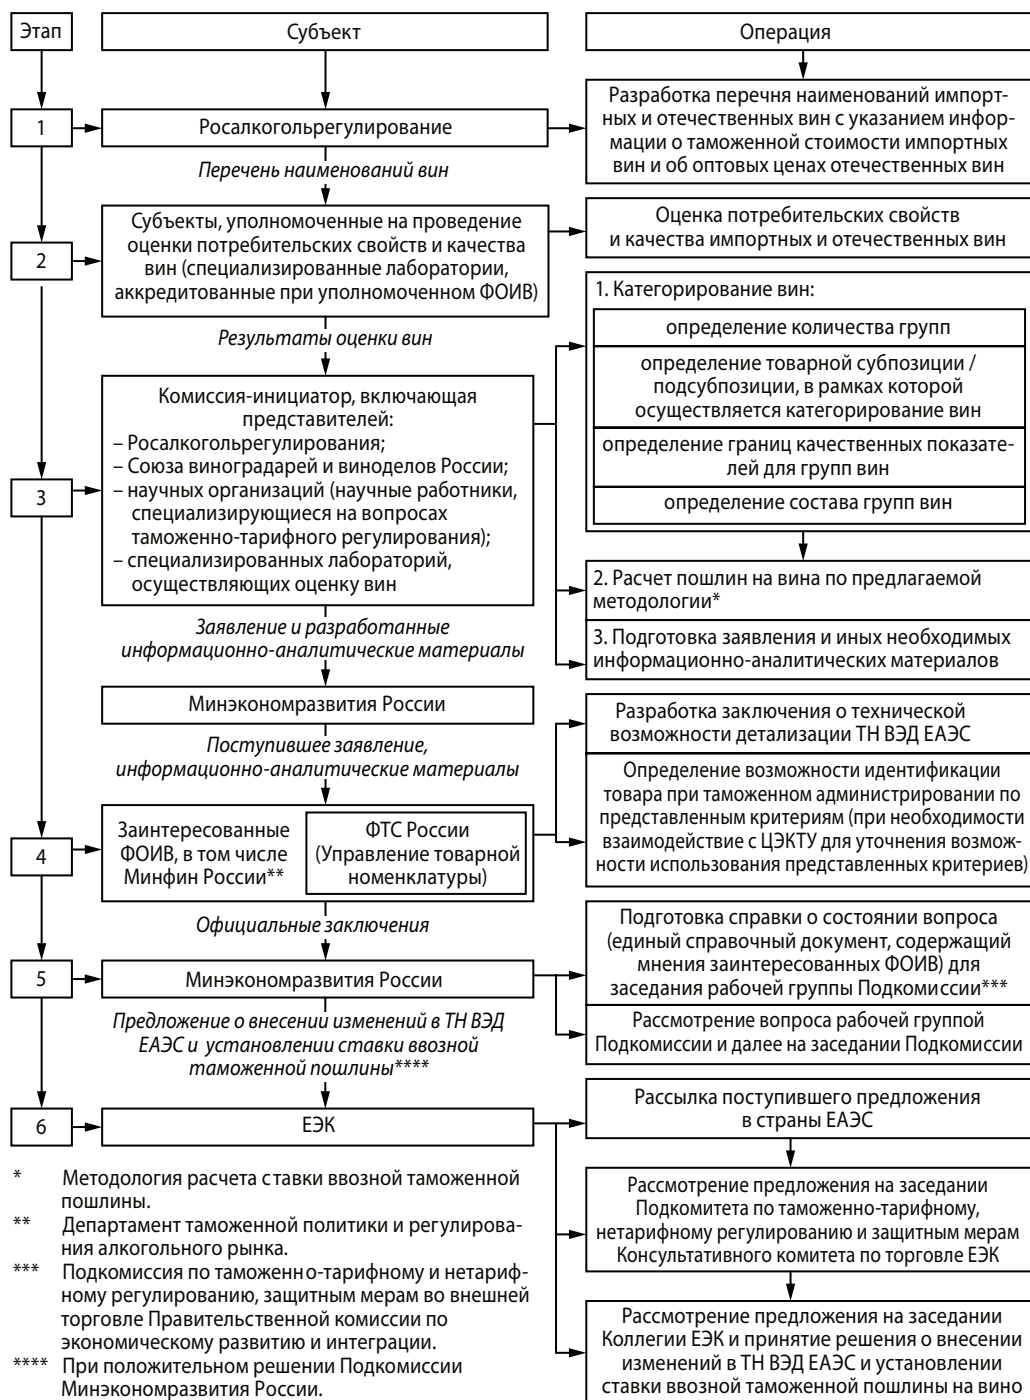 Этап
Субъект
Операция
1
Росалкогольрегулирование
Разработка перечня наименований импорт-
ных и отечественных вин с указанием инфор-
мации о таможенной стоимости импортных
вин и об оптовых ценах отечественных вин
Перечень наименований вин
2
Субъекты, уполномоченные на проведение
оценки потребительских свойств и качества
вин (специализированные лаборатории,
аккредитованные при уполномоченном ФОИВ)
Оценка потребительских свойств
и качества импортных и отечественных вин
Результаты оценки вин
3
Комиссия-инициатор, включающая
представителей:
– Росалкогольрегулирования;
– Союза виноградарей и виноделов России;
– научных организаций (научные работники,
специализирующиеся на вопросах
таможенно-тарифного регулирования);
– специализированных лабораторий,
осуществляющих оценку вин
1. Категорирование вин:
определение количества групп
определение товарной субпозиции /
подсубпозиции, в рамках которой
осуществляется категорирование вин
определение границ качественных показате-
лей для групп вин
определение состава групп вин
2. Расчет пошлин на вина по предлагаемой
методологии*
3. Подготовка заявления и иных необходимых
информационно-аналитических материалов
Заявление и разработанные
информационно-аналитические материалы
Минэкономразвития России
Поступившее заявление,
информационно-аналитические материалы
4
Заинтересованные
ФОИВ, в том числе
Минфин России**
ФТС России
(Управление товарной
номенклатуры)
Разработка заключения о технической
возможности детализации ТН ВЭД ЕАЭС
Определение возможности идентификации
товара при таможенном администрировании по
представленным критериям (при необходимости
взаимодействие с ЦЭКТУ для уточнения возмож-
ности использования представленных критериев)
Официальные заключения
5
Минэкономразвития России
Подготовка справки о состоянии вопроса
(единый справочный документ, содержащий
мнения заинтересованных ФОИВ) для
заседания рабочей группы Подкомиссии***
Рассмотрение вопроса рабочей группой
Подкомиссии и далее на заседании Подкомиссии
Предложение о внесении изменений в ТН ВЭД
ЕАЭС и установлении ставки ввозной
таможенной пошлины****
6
ЕЭК
Рассылка поступившего предложения
в страны ЕАЭС
Рассмотрение предложения на заседании
Подкомитета по таможенно-тарифному,
нетарифному регулированию и защитным мерам
Консультативного комитета по торговле ЕЭК
Рассмотрение предложения на заседании
Коллегии ЕЭК и принятие решения о внесении
изменений в ТН ВЭД ЕАЭС и установлении
ставки ввозной таможенной пошлины на вино
* Методология расчета ставки ввозной таможенной
пошлины.
** Департамент таможенной политики и регулирова-
ния алкогольного рынка.
*** Подкомиссия по таможенно-тарифному и нетариф-
ному регулированию, защитным мерам во внешней
торговле Правительственной комиссии по
экономическому развитию и интеграции.
**** При положительном решении Подкомиссии
Минэкономразвития России.